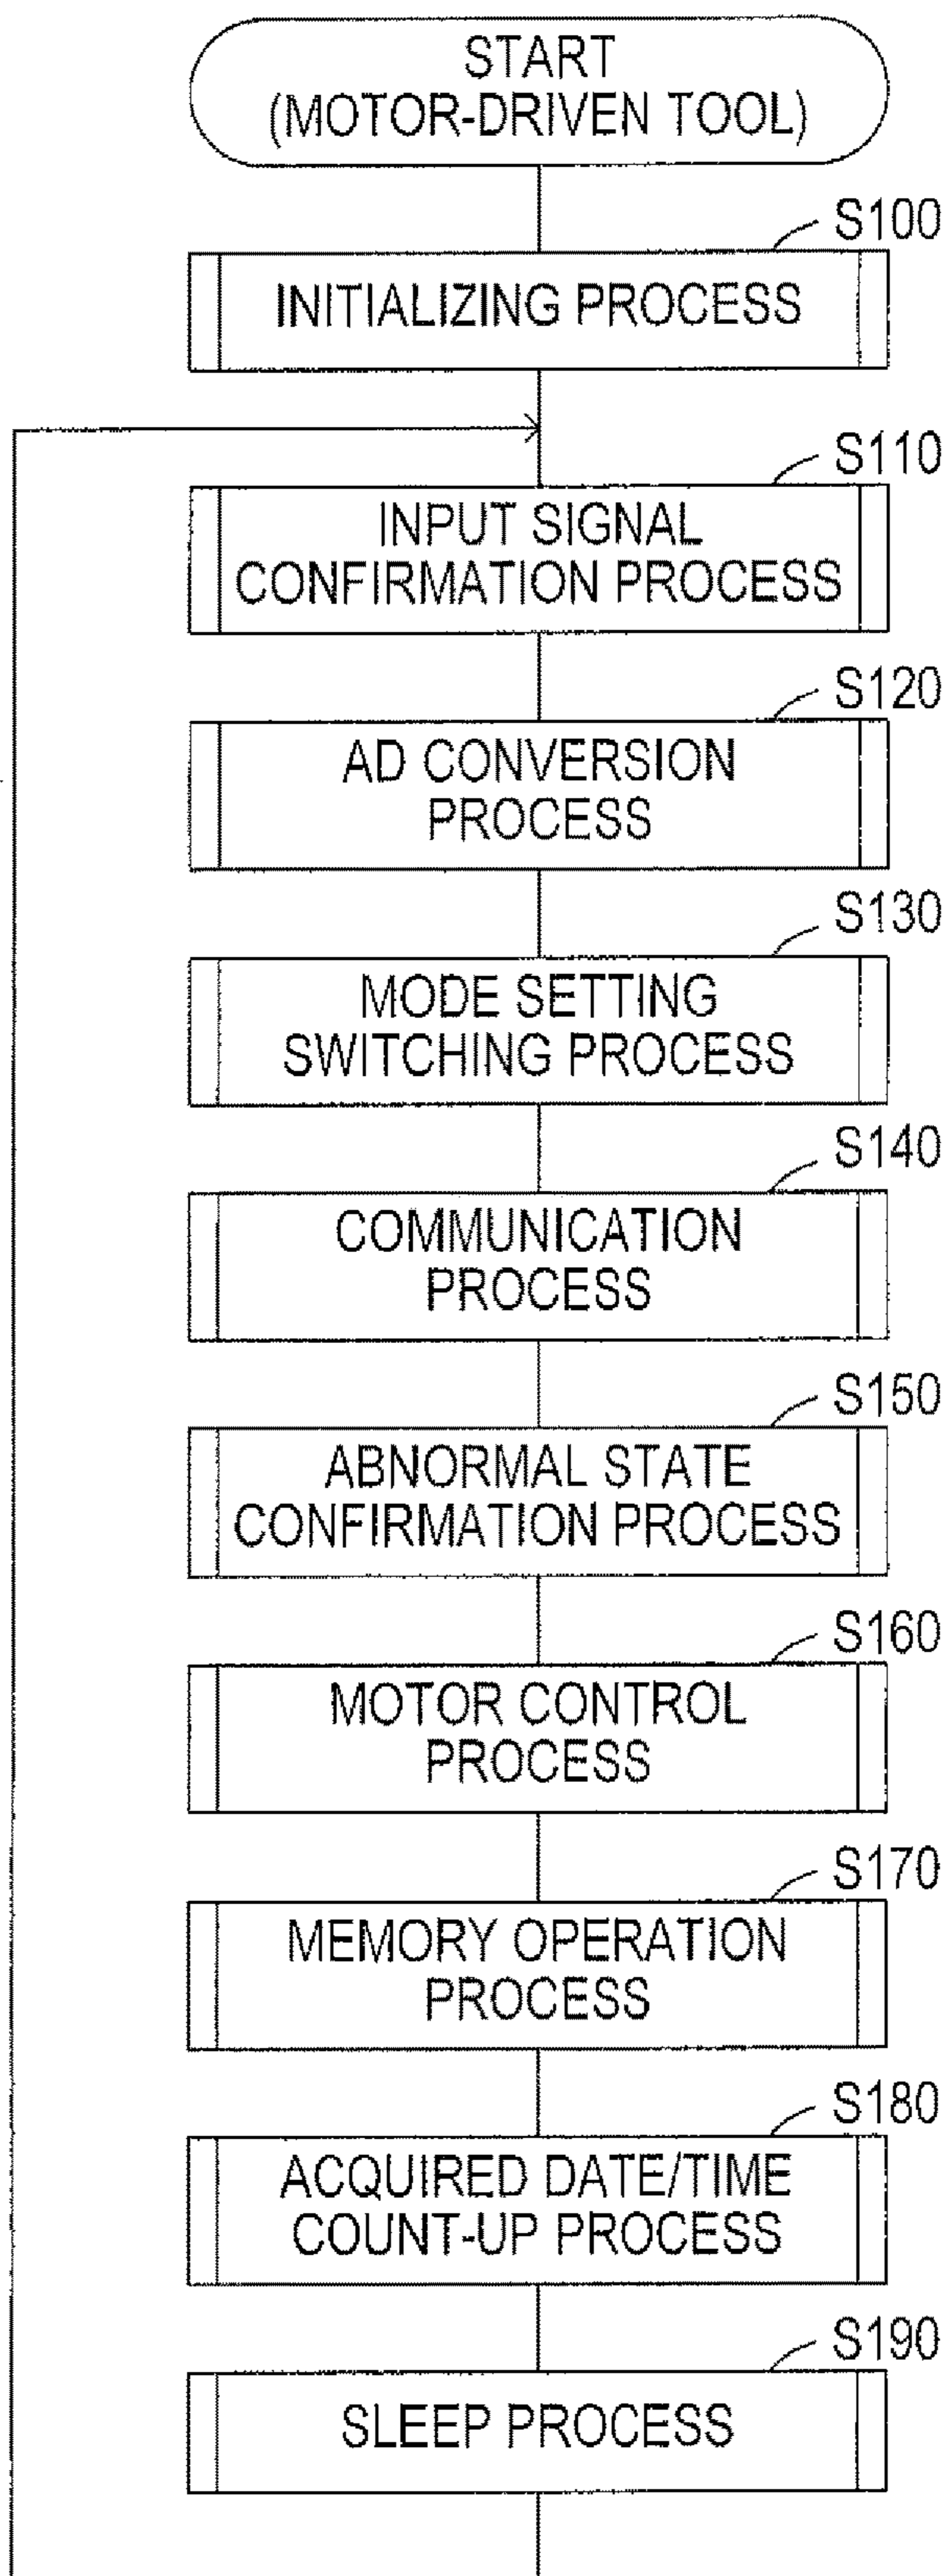 START
(MOTOR-DRIVEN TOOL)
S100
INITIALIZING PROCESS
S110
INPUT SIGNAL
CONFIRMATION PROCESS
S120
AD CONVERSION
PROCESS
S130
MODE SETTING
SWITCHING PROCESS
S140
COMMUNICATION
PROCESS
S150
ABNORMAL STATE
CONFIRMATION PROCESS
S160
MOTOR CONTROL
PROCESS
S170
MEMORY OPERATION
PROCESS
S180
ACQUIRED DATE/TIME
COUNT-UP PROCESS
S190
SLEEP PROCESS